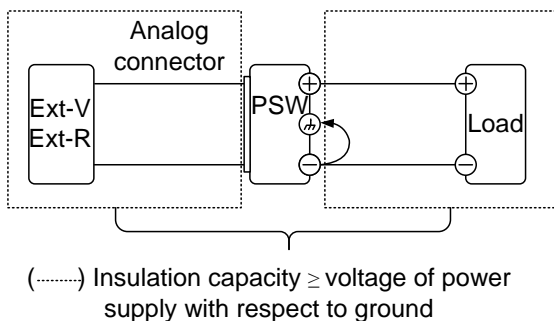 Analog
connector
Ext-V
Ext-R
PSW
Load
(---------) Insulation capacity ≥ voltage of power
supply with respect to ground